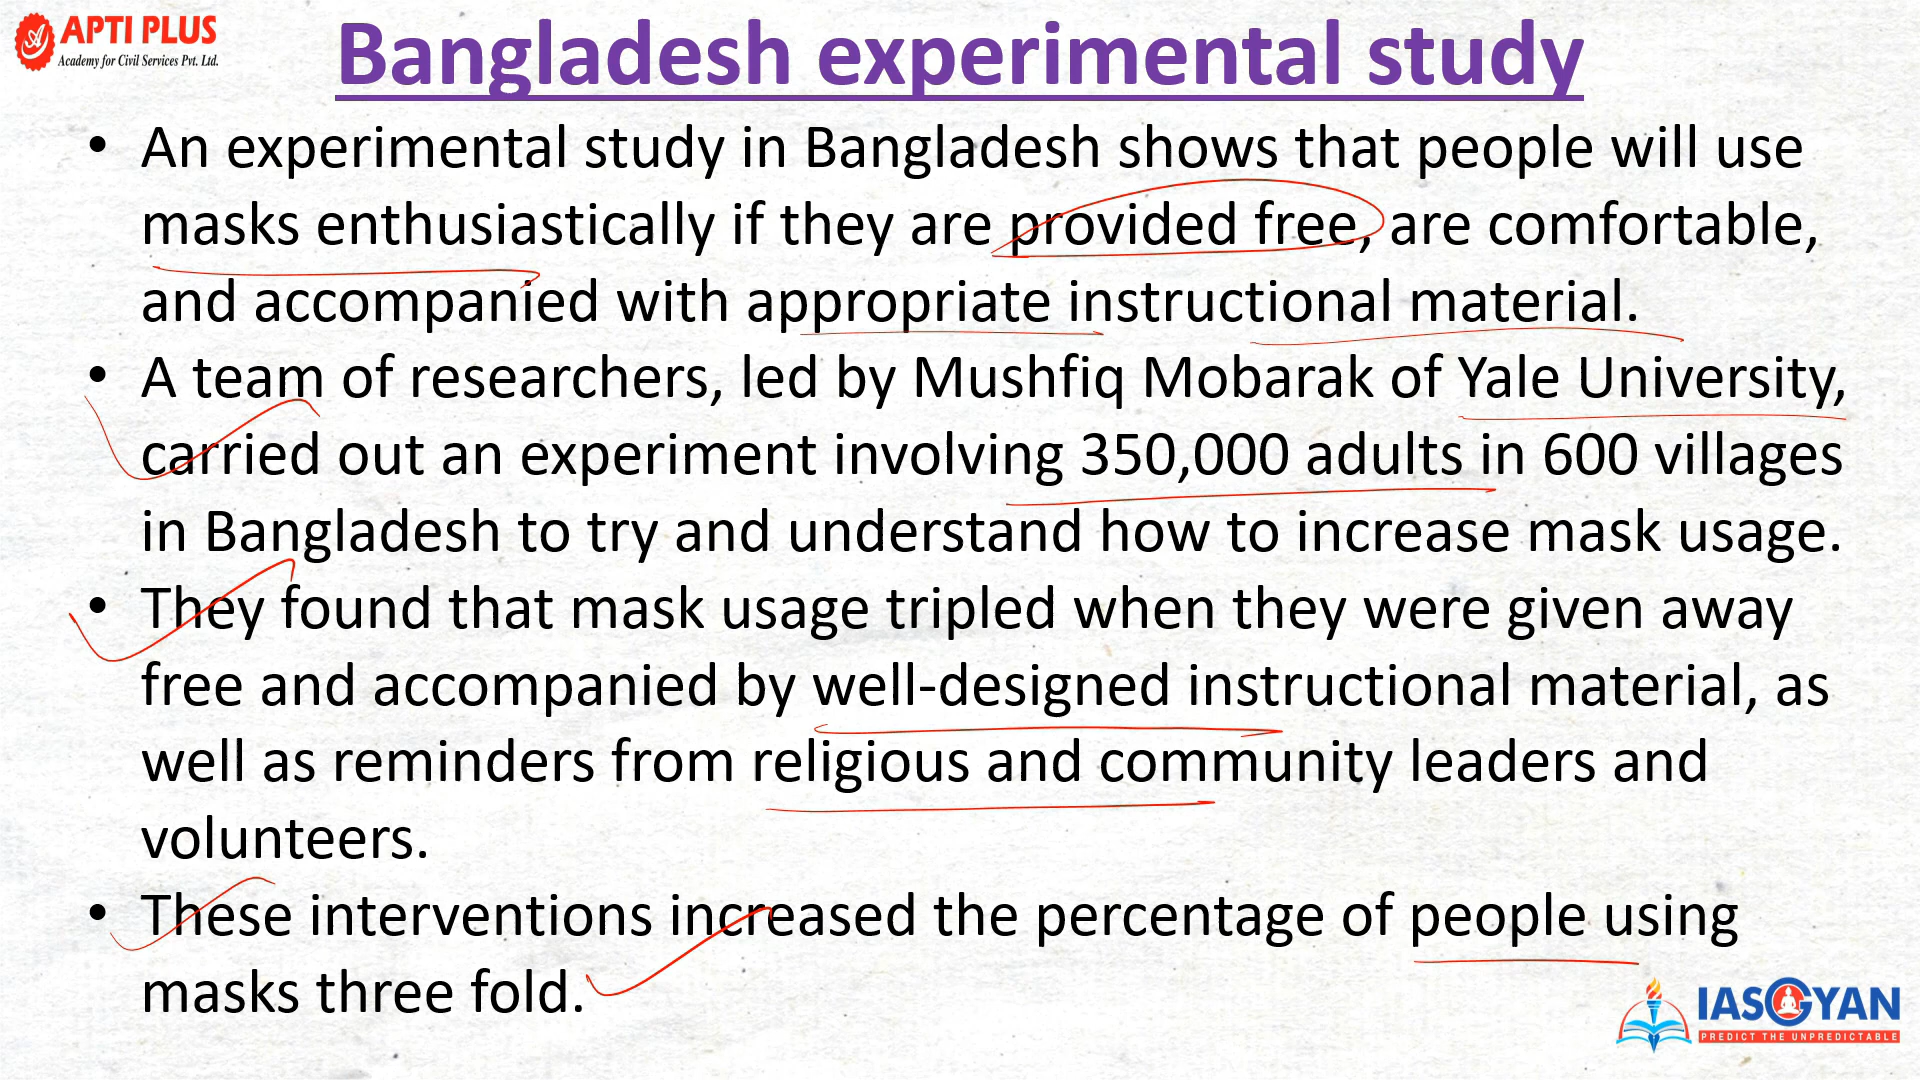 APTI PLUS
Academy for Civil Services Pvt. Ltd.
Bangladesh experimental study
• An experimental study in Bangladesh shows that people will use
masks enthusiastically if they are provided free, are comfortable,
and accompanied with appropriate instructional material.
• A team of researchers, led by Mushfiq Mobarak of Yale University,
carried out an experiment involving 350,000 adults in 600 villages
in Bangladesh to try and understand how to increase mask usage.
• They found that mask usage tripled when they were given away
free and accompanied by well-designed instructional material, as
well as reminders from religious and community leaders and
volunteers.
• These interventions increased the percentage of people using
masks three fold.
IASGYAN
PREDICT THE UNPREDICTABLE